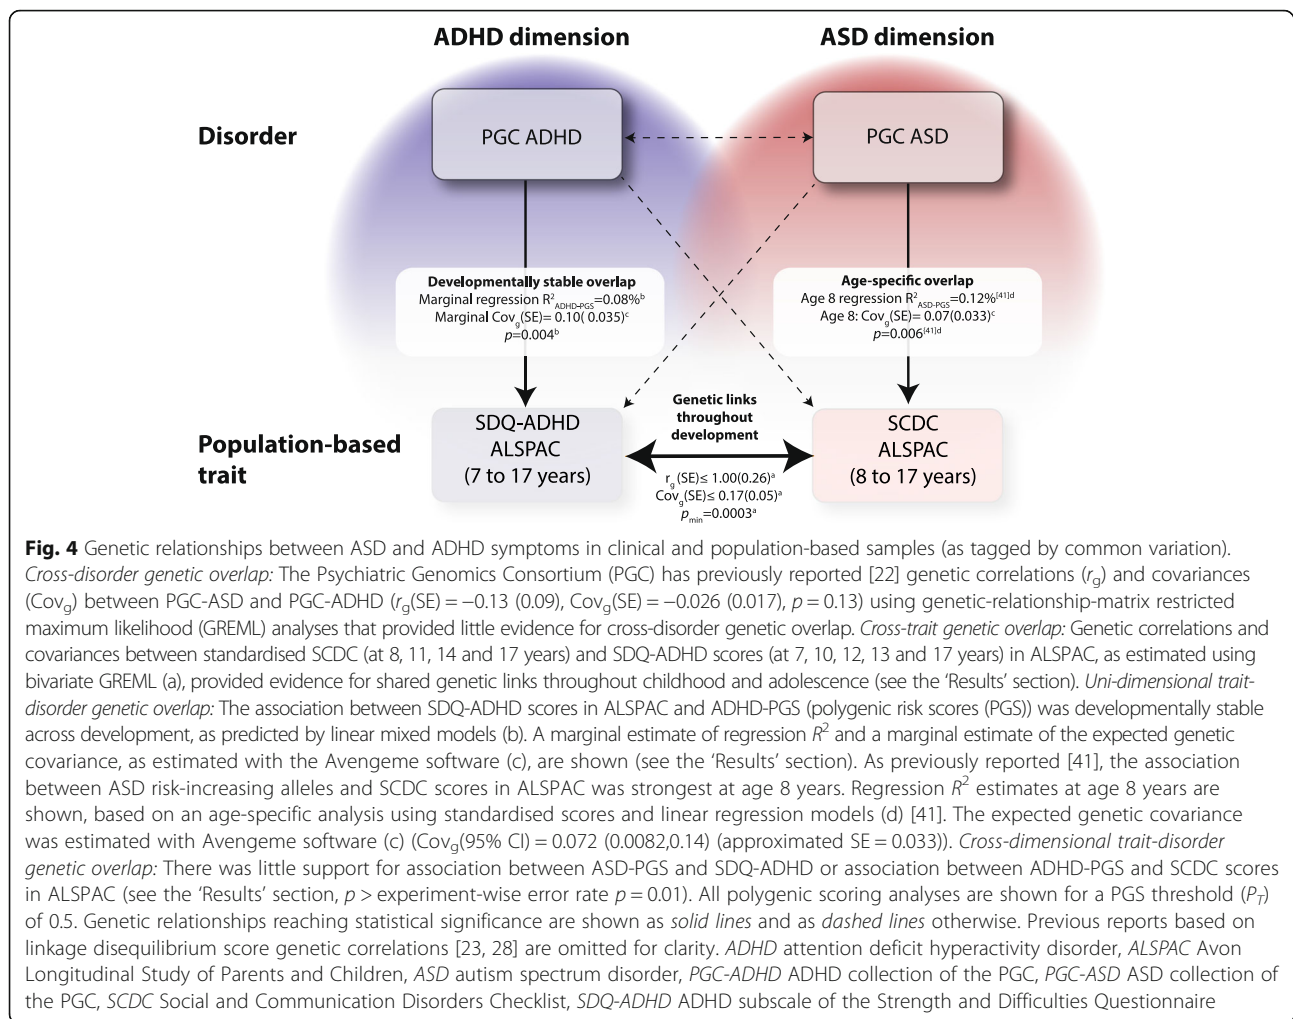 ADHD dimension
ASD dimension
Disorder
PGC ADHD
PGC ASD
Developmentally stable overlap
Marginal regression R²ADHD-PGS=0.08%ᵇ
Marginal Covg(SE)= 0.10( 0.035)ᶜ
p=0.004ᵇ
Age-specific overlap
Age 8 regression R²ASD-PGS=0.12%[41]d
Age 8: Covg(SE)= 0.07(0.033)ᶜ
p=0.006[41]d
Population-based
trait
SDQ-ADHD
ALSPAC
(7 to 17 years)
Genetic links
throughout
development
rg(SE)≤ 1.00(0.26)ᵃ
Covg(SE)≤ 0.17(0.05)ᵃ
pmin=0.0003ᵃ
SCDC
ALSPAC
(8 to 17 years)
Fig. 4 Genetic relationships between ASD and ADHD symptoms in clinical and population-based samples (as tagged by common variation).
Cross-disorder genetic overlap: The Psychiatric Genomics Consortium (PGC) has previously reported [22] genetic correlations (rg) and covariances
(Covg) between PGC-ASD and PGC-ADHD (rg(SE) = −0.13 (0.09), Covg(SE) = −0.026 (0.017), p = 0.13) using genetic-relationship-matrix restricted
maximum likelihood (GREML) analyses that provided little evidence for cross-disorder genetic overlap. Cross-trait genetic overlap: Genetic correlations and
covariances between standardised SCDC (at 8, 11, 14 and 17 years) and SDQ-ADHD scores (at 7, 10, 12, 13 and 17 years) in ALSPAC, as estimated using
bivariate GREML (a), provided evidence for shared genetic links throughout childhood and adolescence (see the ‘Results’ section). Uni-dimensional trait-
disorder genetic overlap: The association between SDQ-ADHD scores in ALSPAC and ADHD-PGS (polygenic risk scores (PGS)) was developmentally stable
across development, as predicted by linear mixed models (b). A marginal estimate of regression R² and a marginal estimate of the expected genetic
covariance, as estimated with the Avengeme software (c), are shown (see the ‘Results’ section). As previously reported [41], the association
between ASD risk-increasing alleles and SCDC scores in ALSPAC was strongest at age 8 years. Regression R² estimates at age 8 years are
shown, based on an age-specific analysis using standardised scores and linear regression models (d) [41]. The expected genetic covariance
was estimated with Avengeme software (c) (Covg(95% CI) = 0.072 (0.0082,0.14) (approximated SE = 0.033)). Cross-dimensional trait-disorder
genetic overlap: There was little support for association between ASD-PGS and SDQ-ADHD or association between ADHD-PGS and SCDC scores
in ALSPAC (see the ‘Results’ section, p > experiment-wise error rate p = 0.01). All polygenic scoring analyses are shown for a PGS threshold (PT)
of 0.5. Genetic relationships reaching statistical significance are shown as solid lines and as dashed lines otherwise. Previous reports based on
linkage disequilibrium score genetic correlations [23, 28] are omitted for clarity. ADHD attention deficit hyperactivity disorder, ALSPAC Avon
Longitudinal Study of Parents and Children, ASD autism spectrum disorder, PGC-ADHD ADHD collection of the PGC, PGC-ASD ASD collection of
the PGC, SCDC Social and Communication Disorders Checklist, SDQ-ADHD ADHD subscale of the Strength and Difficulties Questionnaire